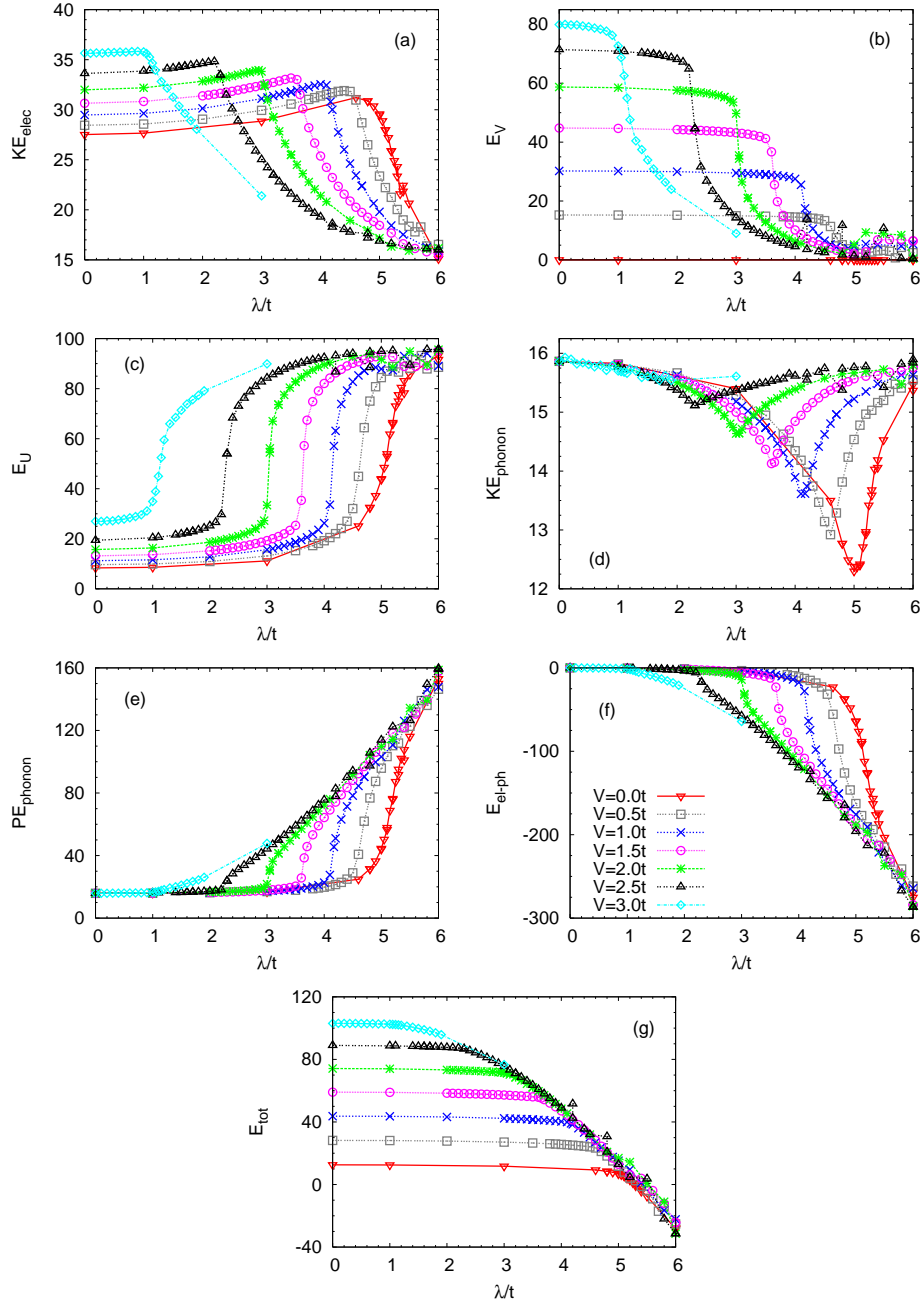 40
35
30
25
20
15
KE_elec
(a)
0 1 2 3 4 5 6
λ/t
80
60
40
20
0
E_V
(b)
0 1 2 3 4 5 6
λ/t
100
80
60
40
20
0
E_U
(c)
0 1 2 3 4 5 6
λ/t
16
15
14
13
12
KE_phonon
(d)
0 1 2 3 4 5 6
λ/t
160
120
80
40
0
PE_phonon
(e)
0 1 2 3 4 5 6
λ/t
0
-100
-200
-300
E_el-ph
(f)
V=0.0t
V=0.5t
V=1.0t
V=1.5t
V=2.0t
V=2.5t
V=3.0t
0 1 2 3 4 5 6
λ/t
120
80
40
0
-40
E_tot
(g)
0 1 2 3 4 5 6
λ/t